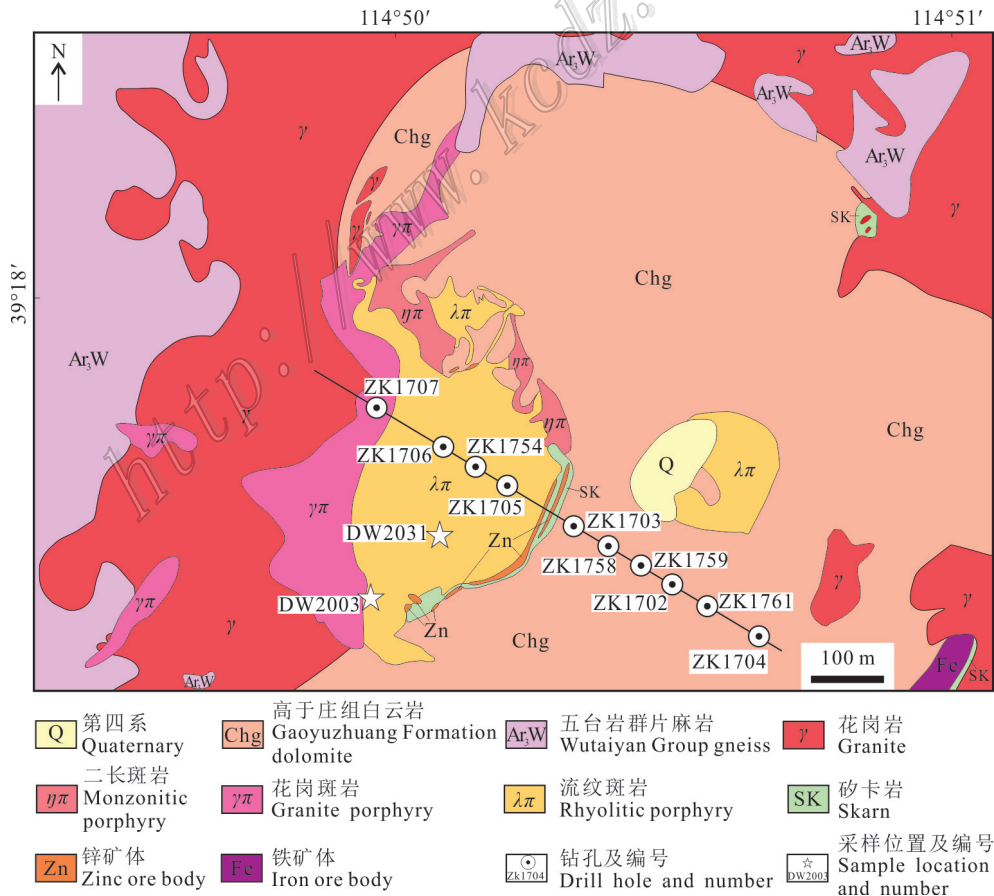 114°50′
114°51′
N
Ar₃W
Ar₃W
γ
Ar₃W
γ
Chg
Ar₃W
γ
γ
SK
γ
γπ
39°18′
Chg
ηπ
λπ
Ar₃W
ηπ
ZK1707
γ
ηπ
Chg
γπ
ZK1706
ZK1754
Q
λπ
λπ
ZK1705
SK
γπ
ZK1703
DW2031
Zn
ZK1758
ZK1759
γ
γπ
DW2003
ZK1702
ZK1761
γ
γ
Zn
Chg
ZK1704
100 m
Fe
SK
Ar₃W
http://www.kcdz.
Q
第四系
Quaternary
Chg
高于庄组白云岩
Gaoyuzhuang Formation
dolomite
Ar₃W
五台岩群片麻岩
Wutaiyan Group gneiss
γ
花岗岩
Granite
ηπ
二长斑岩
Monzonitic
porphyry
γπ
花岗斑岩
Granite porphyry
λπ
流纹斑岩
Rhyolitic porphyry
SK
矽卡岩
Skarn
Zn
锌矿体
Zinc ore body
Fe
铁矿体
Iron ore body
Zk1704
钻孔及编号
Drill hole and number
DW2003
采样位置及编号
Sample location
and number